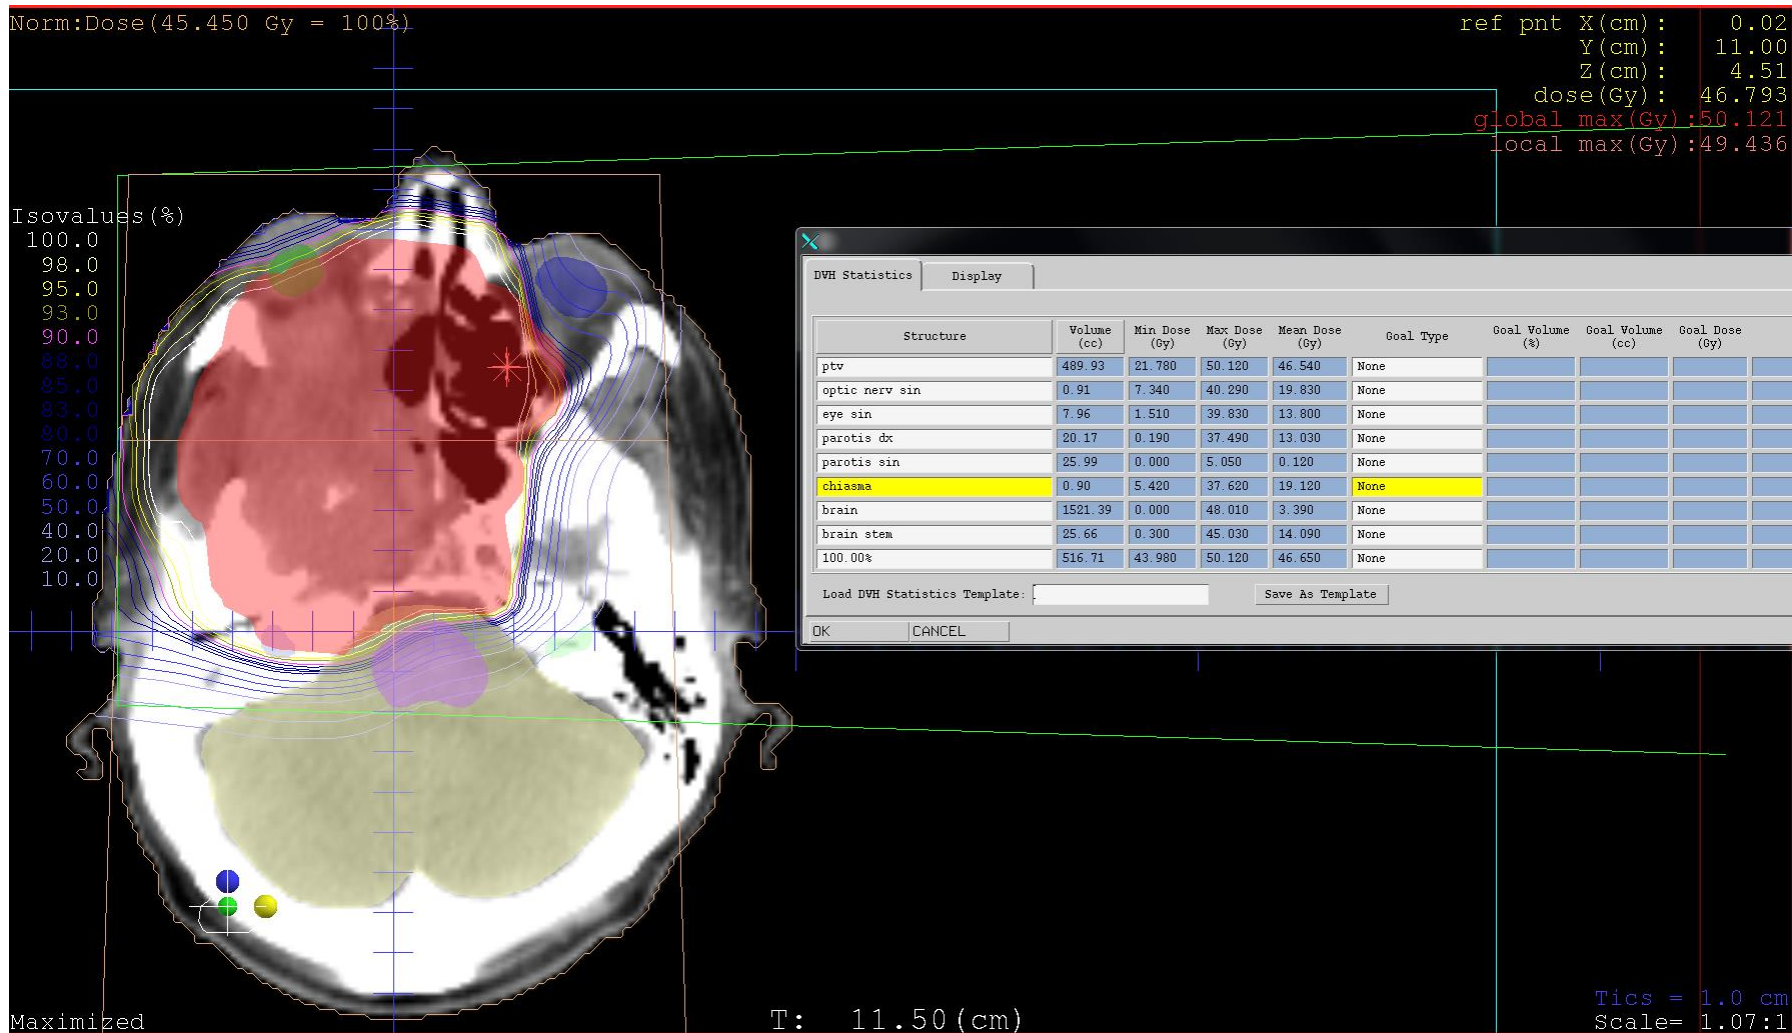 Norm:Dose(45.450 Gy = 100%)
ref pnt X(cm): 0.02
Y(cm): 11.00
Z(cm): 4.51
dose(Gy): 46.793
global max(Gy):50.121
local max(Gy):49.436
Isovalues(%)
100.0
98.0
95.0
93.0
90.0
88.0
85.0
83.0
80.0
70.0
60.0
50.0
40.0
20.0
10.0
DVH Statistics Display
Structure Volume (cc) Min Dose (Gy) Max Dose (Gy) Mean Dose (Gy) Goal Type Goal Volume (%) Goal Volume (cc) Goal Dose (Gy)
ptv 489.93 21.780 50.120 46.540 None
optic nerv sin 0.91 7.340 40.290 19.830 None
eye sin 7.96 1.510 39.830 13.800 None
parotis dx 20.17 0.190 37.490 13.030 None
parotis sin 25.99 0.000 5.050 0.120 None
chiasma 0.90 5.420 37.620 19.120 None
brain 1521.39 0.000 48.010 3.390 None
brain stem 25.66 0.300 45.030 14.090 None
100.00% 516.71 43.980 50.120 46.650 None
Load DVH Statistics Template: Save As Template
OK CANCEL
Tics = 1.0 cm
Maximized T: 11.50(cm) Scale= 1.07:1